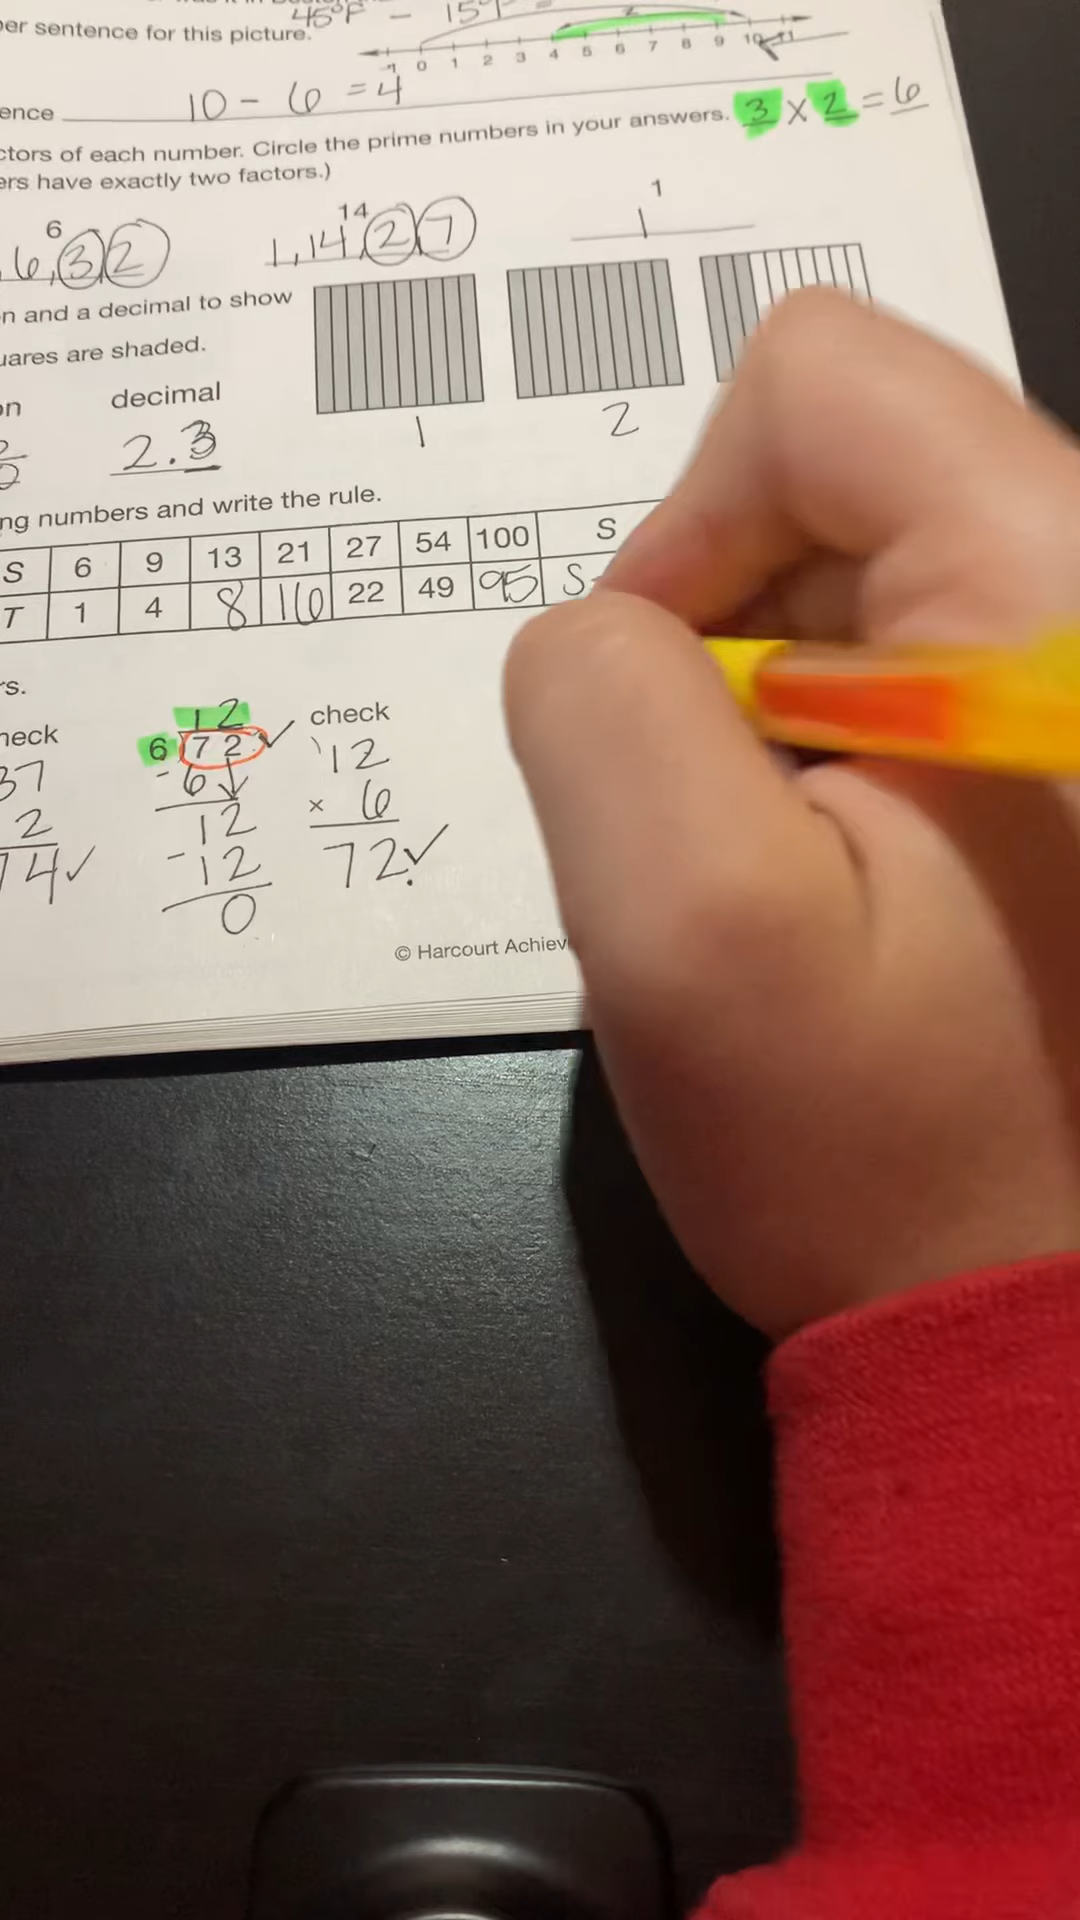 45°F - 15°
er sentence for this picture.
-1 0 1 2 3 4 5 6 7 8 9 10 11
ence 10 - 6 = 4
ctors of each number. Circle the prime numbers in your answers. 3 x 2 = 6
ers have exactly two factors.)
6 14 1
6, 3 2 1, 14, 2 7 1
n and a decimal to show
uares are shaded.
on decimal
2.3 1 2
ng numbers and write the rule.
S 6 9 13 21 27 54 100 S
T 1 4 8 16 22 49 95 S-
rs.
heck 12 check
37 6 72 ✓ 12
2 - 6 x 6
74 ✓ 12 72 ✓
- 12
0
© Harcourt Achiev